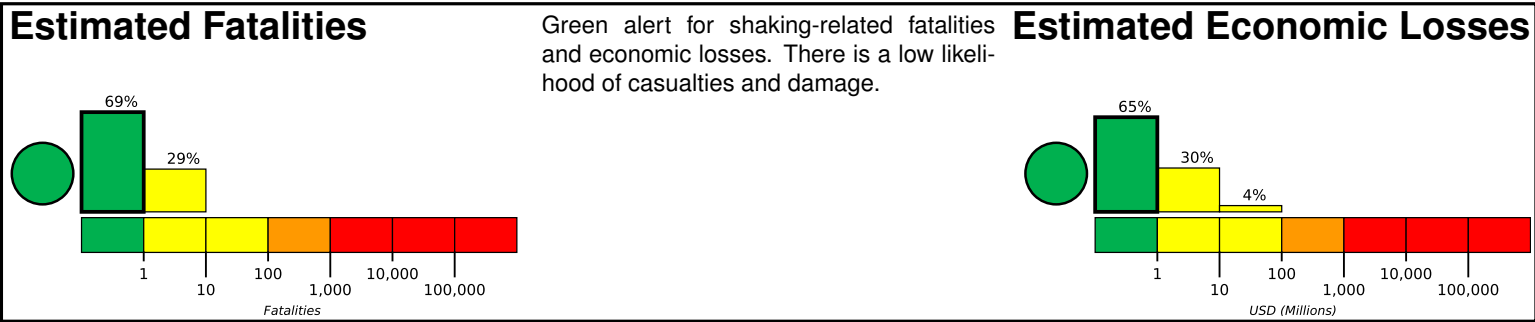 Estimated Fatalities
Green alert for shaking-related fatalities
and economic losses. There is a low likeli-
hood of casualties and damage.
Estimated Economic Losses
69%
29%
1
10
100
1,000
10,000
100,000
Fatalities
65%
30%
4%
1
10
100
1,000
10,000
100,000
USD (Millions)